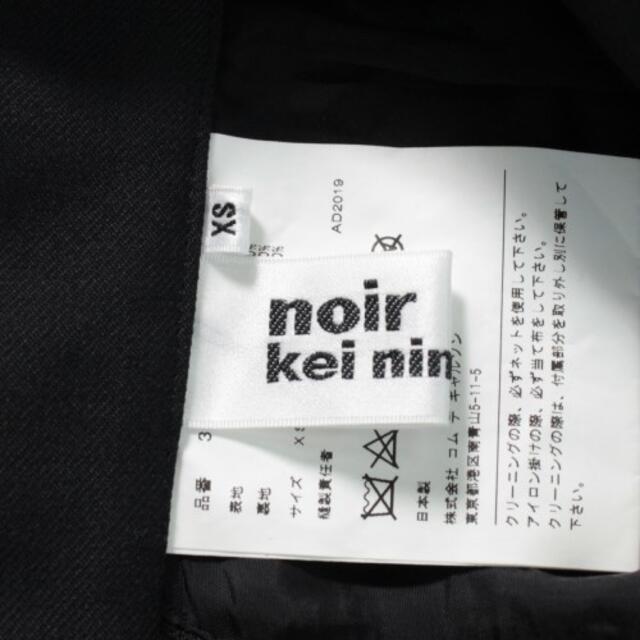 XS
noir
kei nin
AD2019
品番 3
表地
裏地
サイズ XS
縫製責任者
日本製
株式会社 コム デ ギャルソン
東京都港区南青山5-11-5
クリーニングの際、必ずネットを使用して下さい。
アイロン掛けの際、必ず当て布をして下さい。
クリーニングの際は、付属部分を取り外し別に保管して
下さい。